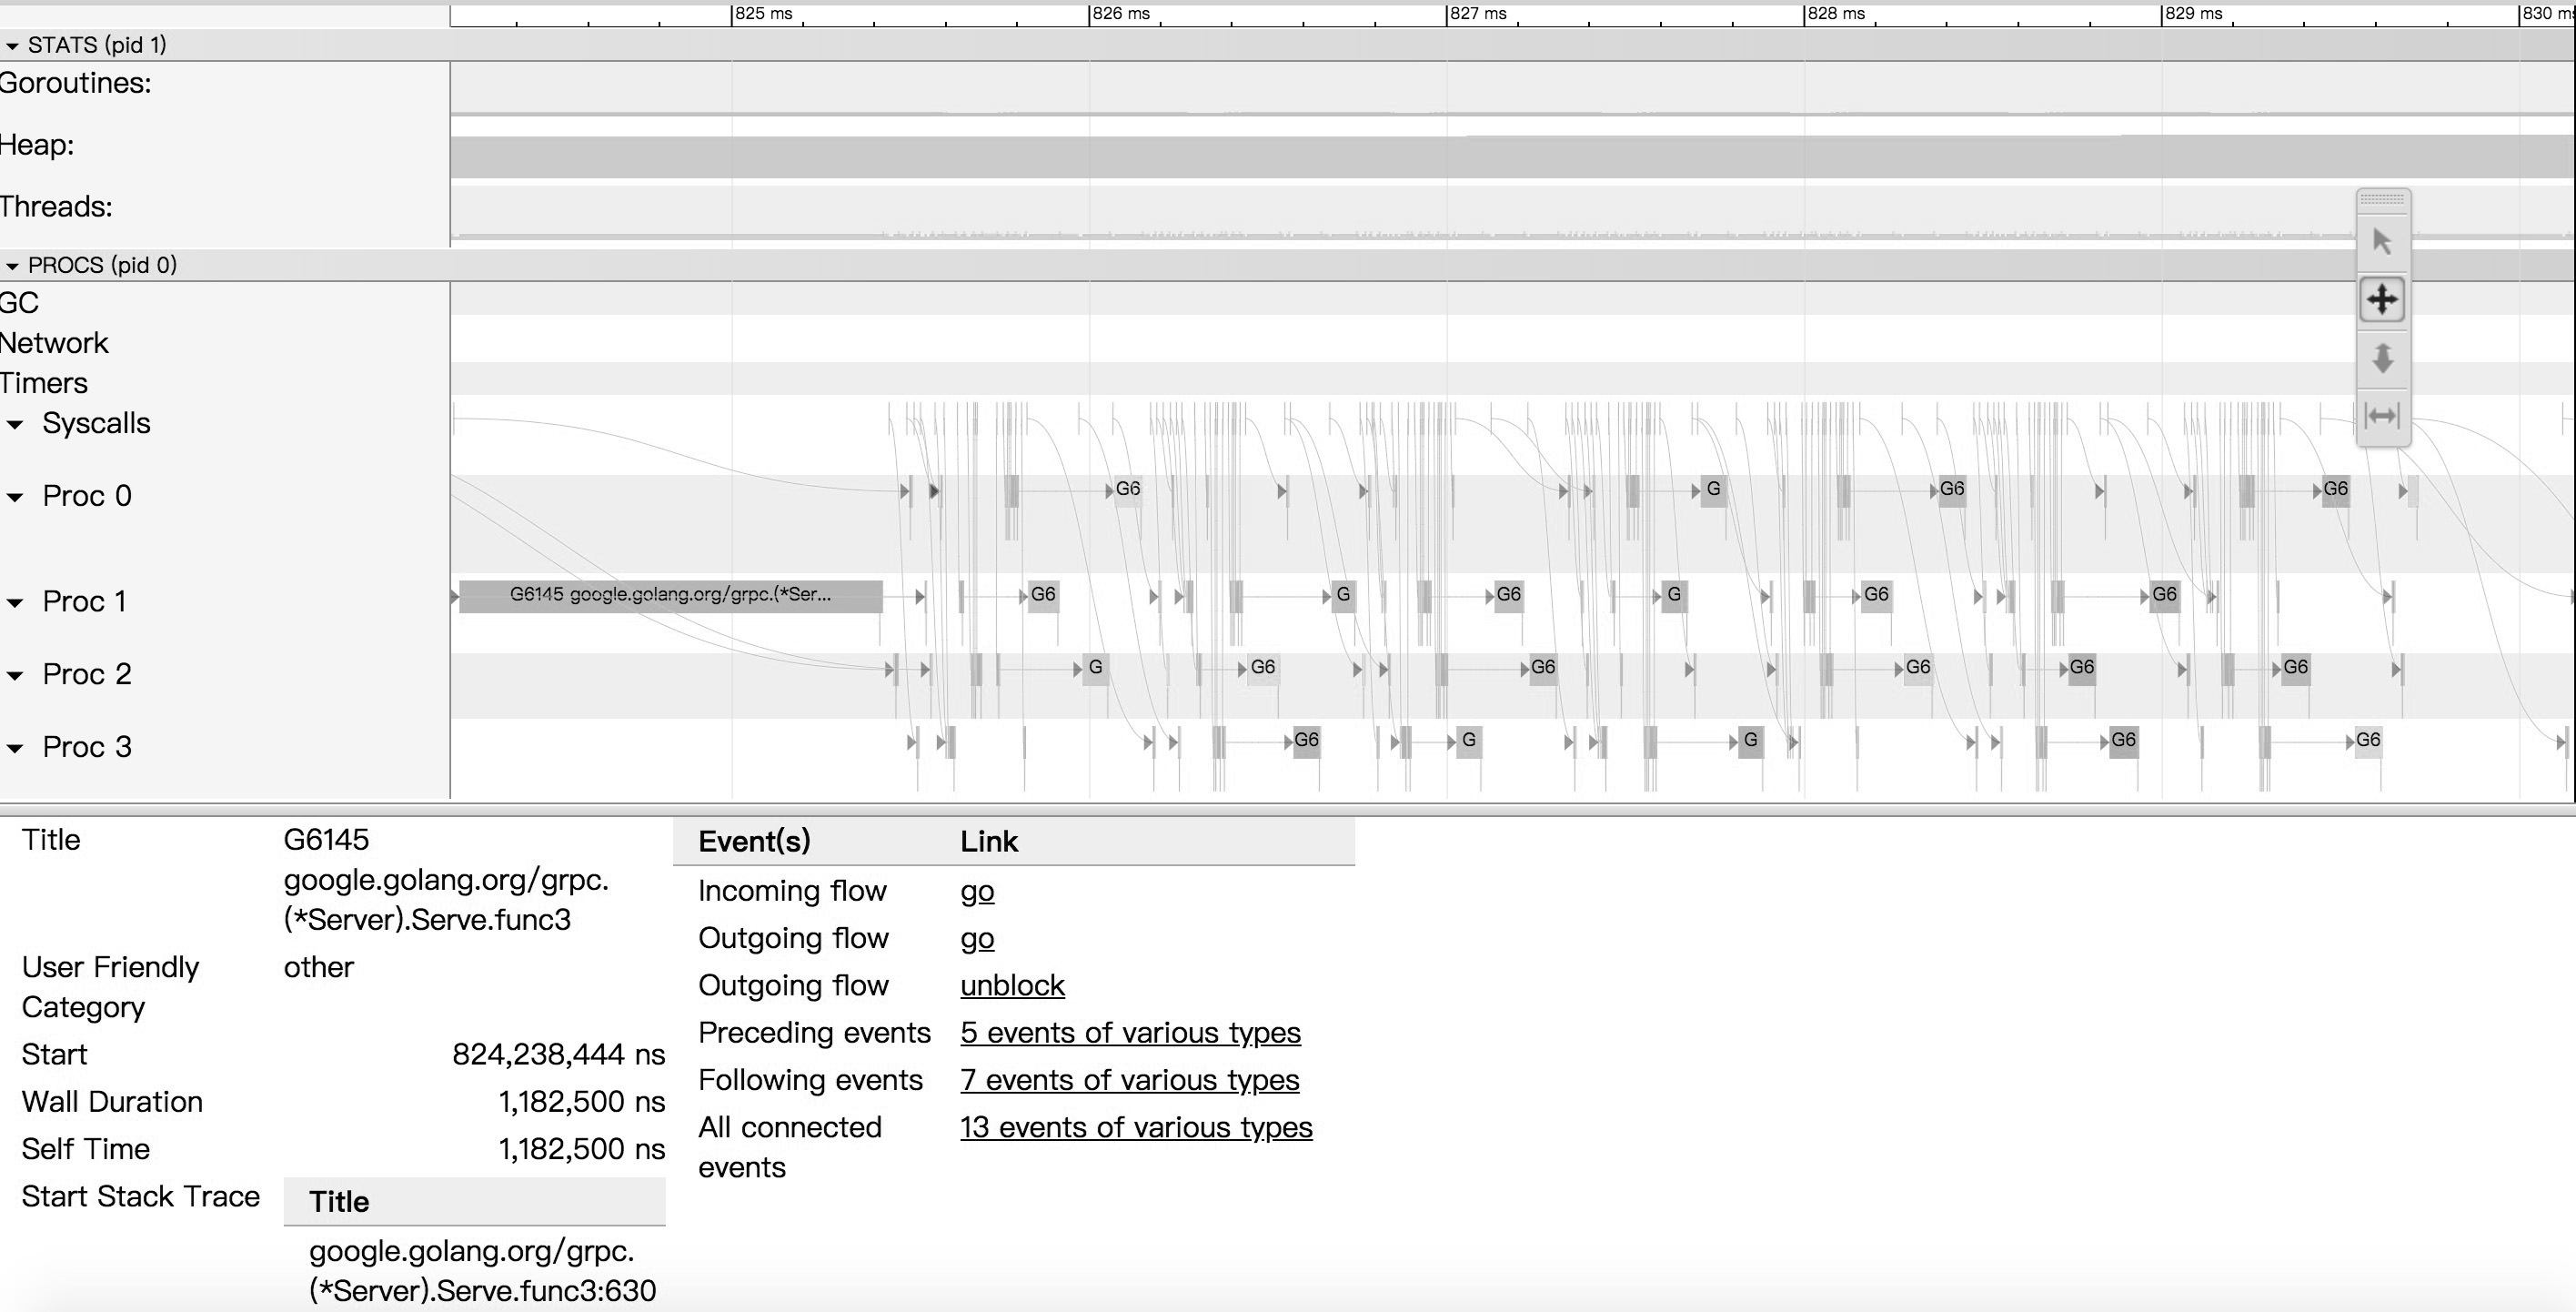 825 ms
826 ms
827 ms
828 ms
829 ms
830 m
STATS (pid 1)
Goroutines:
Heap:
Threads:
PROCS (pid 0)
GC
Network
Timers
Syscalls
Proc 0
G6
G
G6
G6
Proc 1
G6145 google.golang.org/grpc.(*Ser...
G6
G
G6
G
G6
G6
Proc 2
G
G6
G6
G6
G6
G6
Proc 3
G6
G
G
G6
G6
Title
G6145
google.golang.org/grpc.
(*Server).Serve.func3
User Friendly
Category
other
Start
824,238,444 ns
Wall Duration
1,182,500 ns
Self Time
1,182,500 ns
Start Stack Trace
Title
google.golang.org/grpc.
(*Server).Serve.func3:630
Event(s)
Link
Incoming flow
go
Outgoing flow
go
Outgoing flow
unblock
Preceding events
5 events of various types
Following events
7 events of various types
All connected
events
13 events of various types